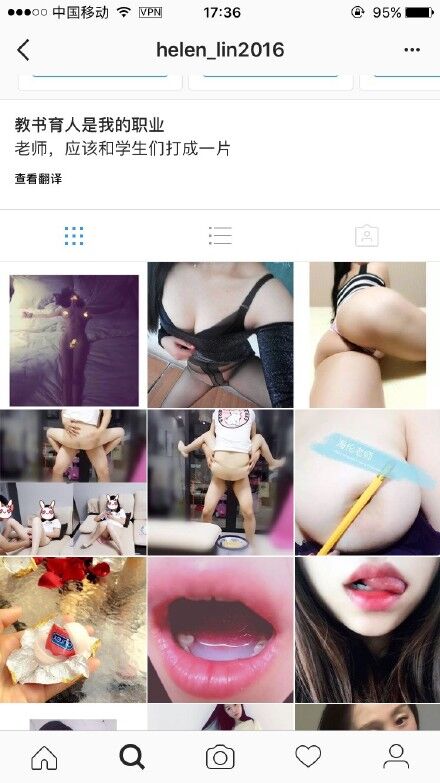 中国移动 VPN 17:36 95%
helen_lin2016
教书育人是我的职业
老师，应该和学生们打成一片
查看翻译
海伦老师